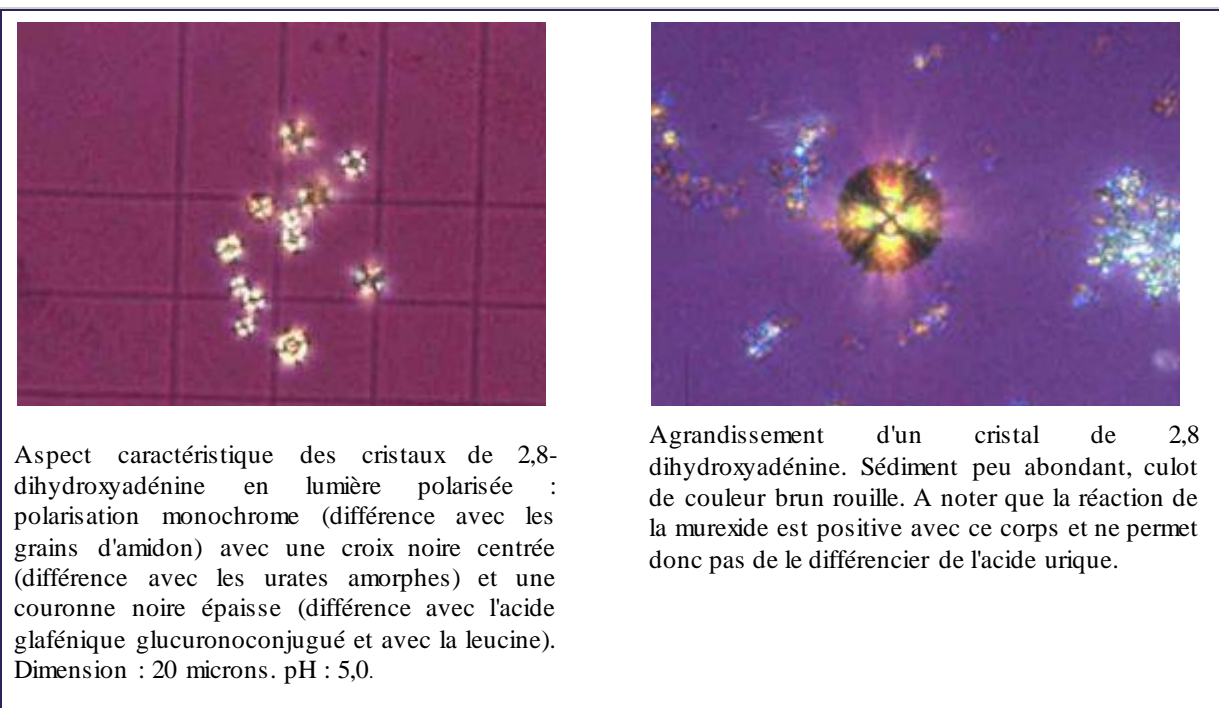 Aspect caractéristique des cristaux de 2,8-
dihydroxyadénine en lumière polarisée :
polarisation monochrome (différence avec les
grains d'amidon) avec une croix noire centrée
(différence avec les urates amorphes) et une
couronne noire épaisse (différence avec l'acide
glafénique glucuronoconjugué et avec la leucine).
Dimension : 20 microns. pH : 5,0.
Agrandissement d'un cristal de 2,8
dihydroxyadénine. Sédiment peu abondant, culot
de couleur brun rouille. A noter que la réaction de
la murexide est positive avec ce corps et ne permet
donc pas de le différencier de l'acide urique.